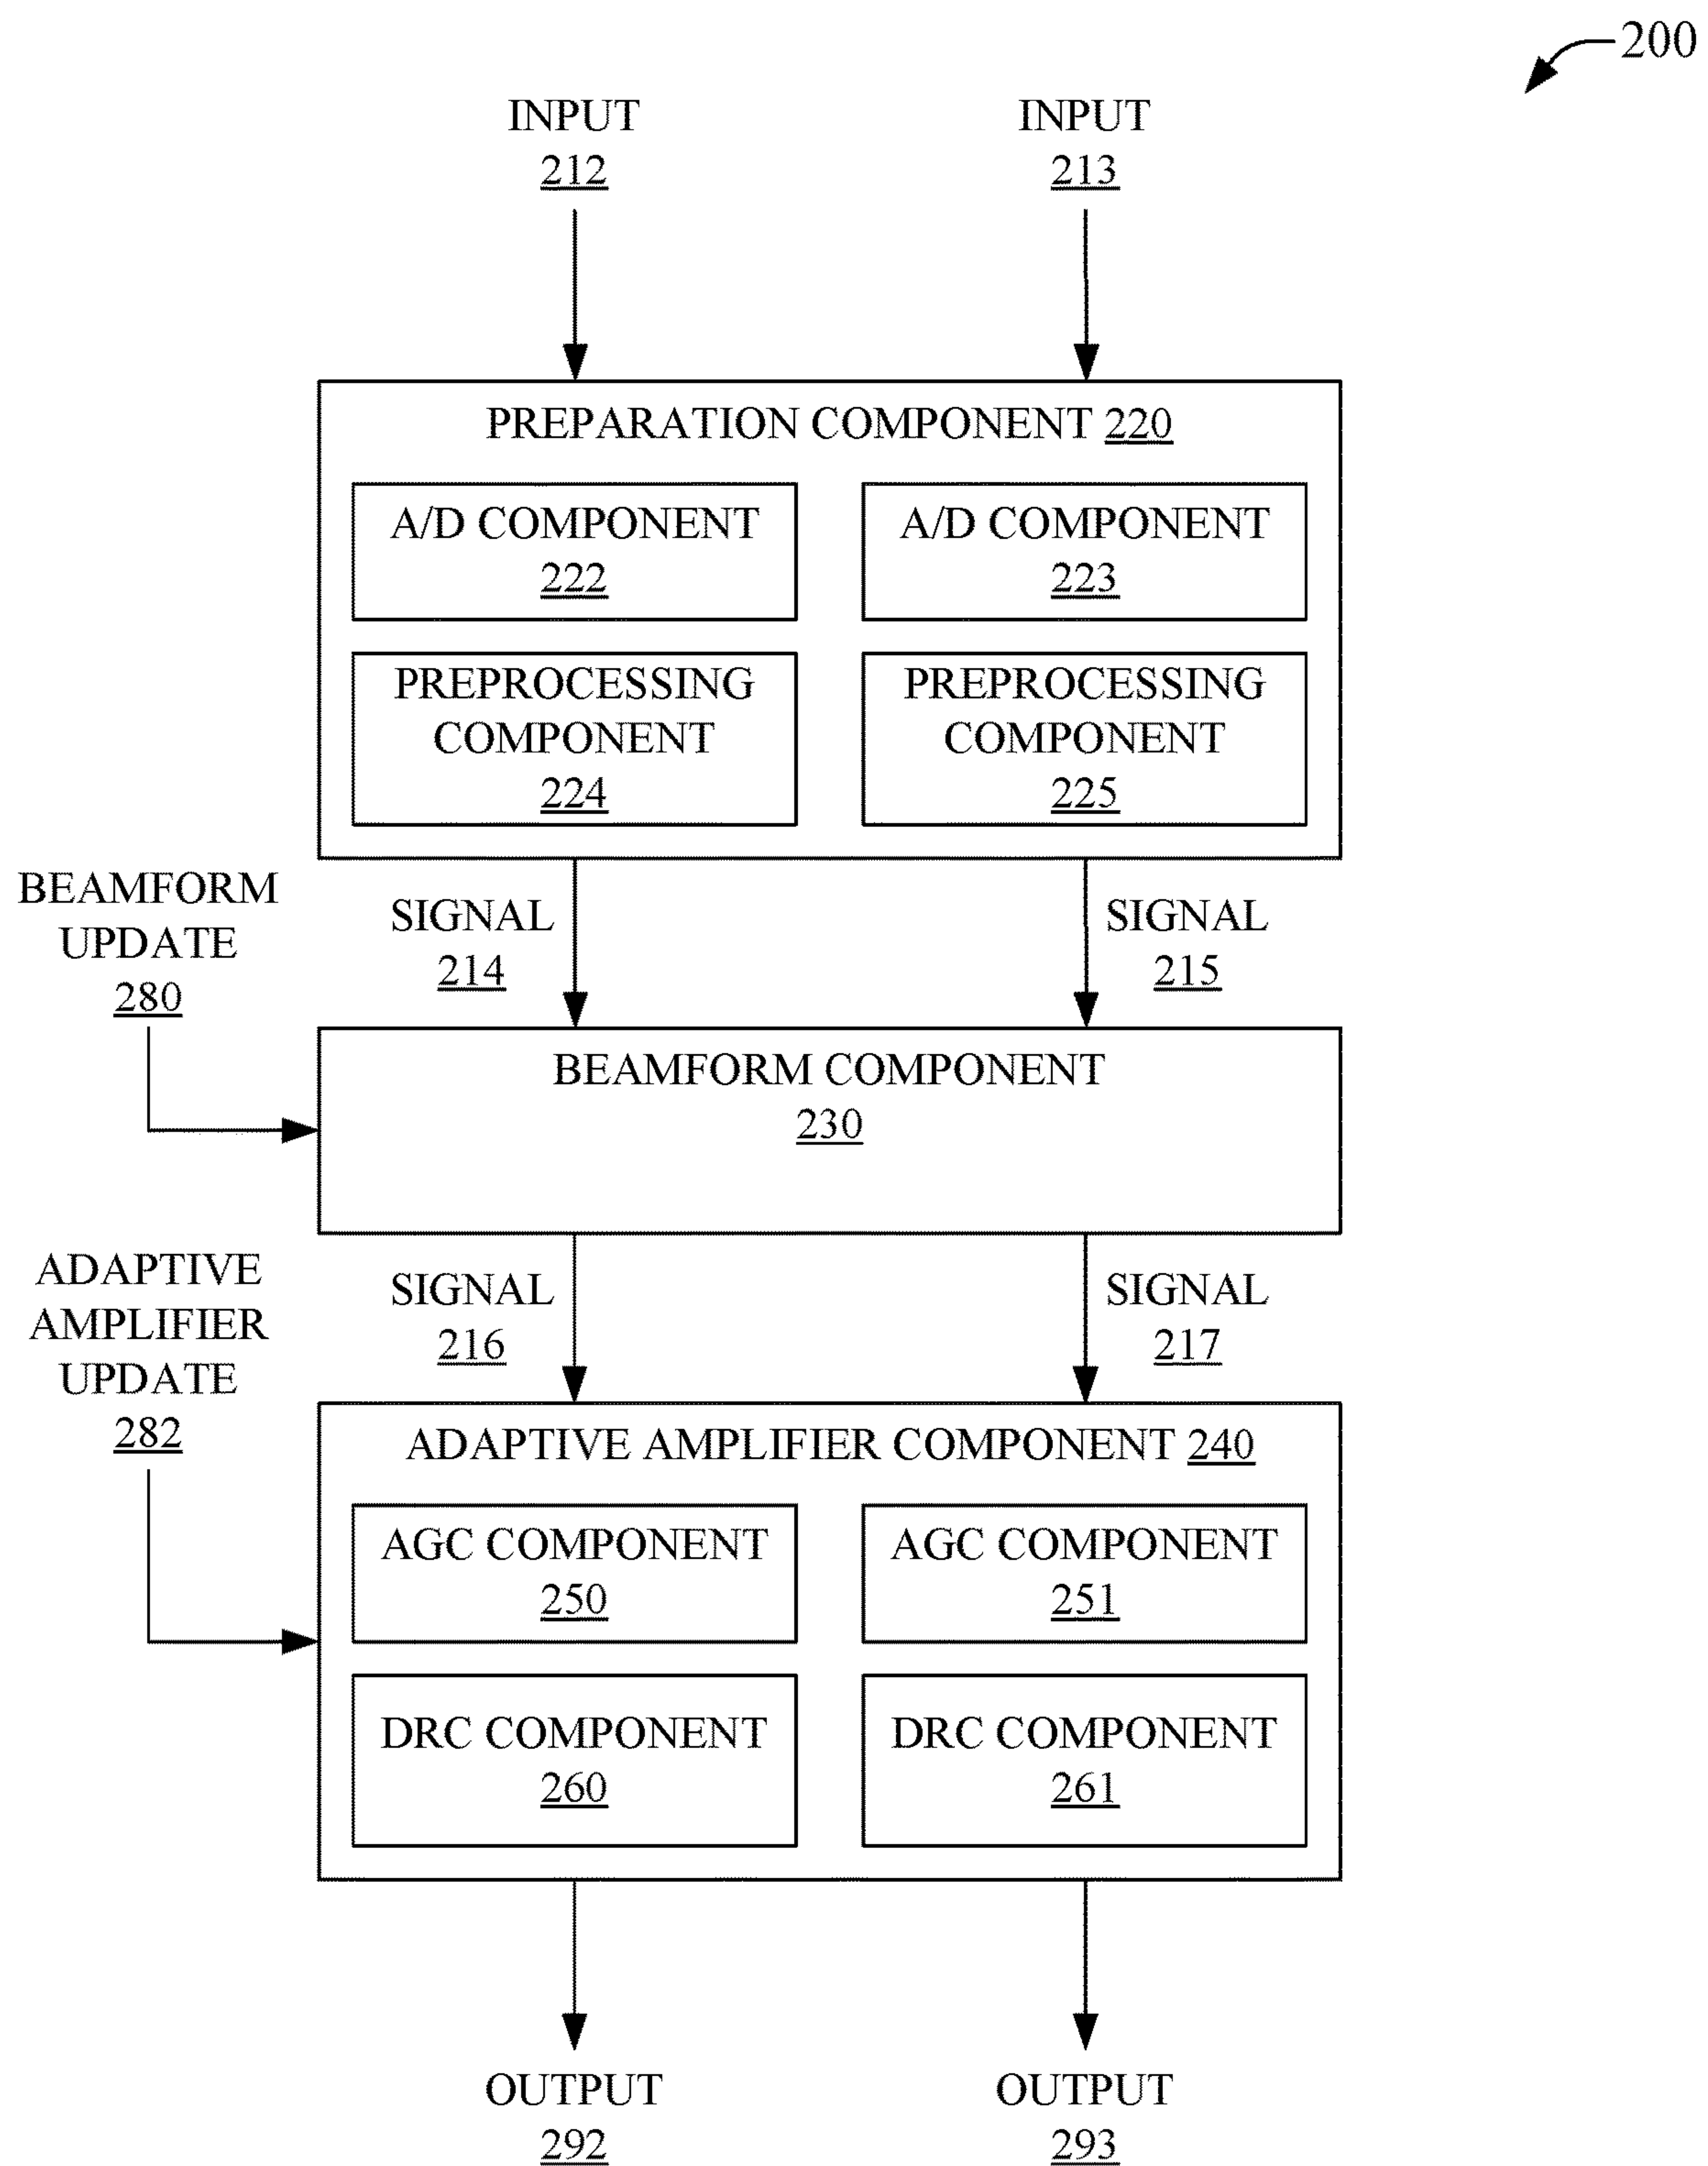 200
INPUT
212
INPUT
213
PREPARATION COMPONENT 220
A/D COMPONENT
222
A/D COMPONENT
223
PREPROCESSING
COMPONENT
224
PREPROCESSING
COMPONENT
225
BEAMFORM
UPDATE
280
SIGNAL
214
SIGNAL
215
BEAMFORM COMPONENT
230
ADAPTIVE
AMPLIFIER
UPDATE
282
SIGNAL
216
SIGNAL
217
ADAPTIVE AMPLIFIER COMPONENT 240
AGC COMPONENT
250
AGC COMPONENT
251
DRC COMPONENT
260
DRC COMPONENT
261
OUTPUT
292
OUTPUT
293